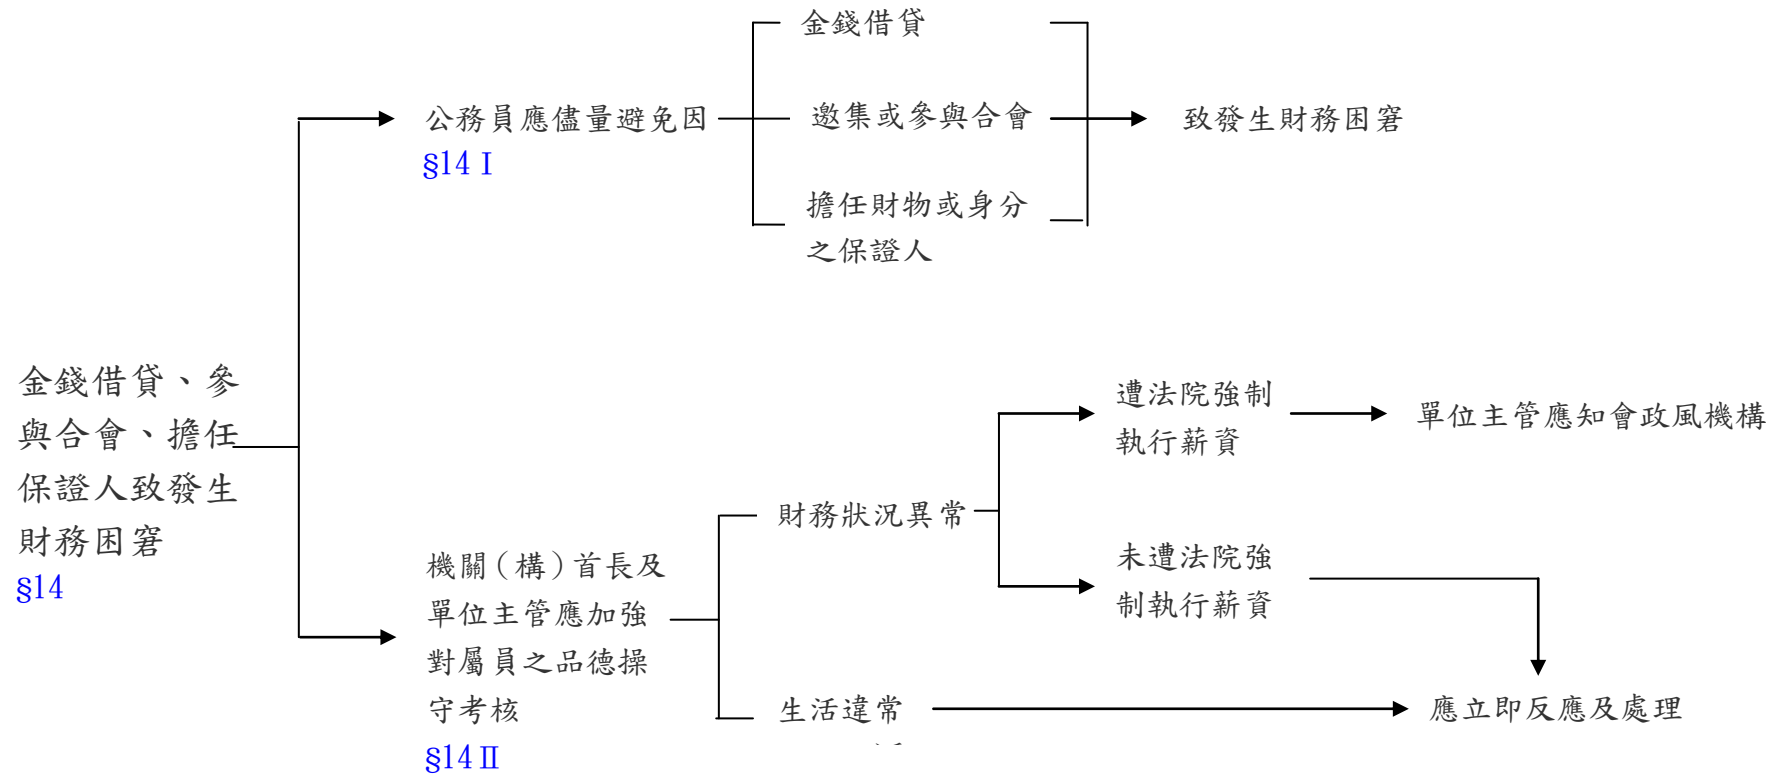 金錢借貸、參
與合會、擔任
保證人致發生
財務困窘
§14
公務員應儘量避免因
§14Ⅰ
金錢借貸
邀集或參與合會
擔任財物或身分
之保證人
致發生財務困窘
機關（構）首長及
單位主管應加強
對屬員之品德操
守考核
§14Ⅱ
財務狀況異常
遭法院強制
執行薪資
單位主管應知會政風機構
未遭法院強
制執行薪資
生活違常
應立即反應及處理